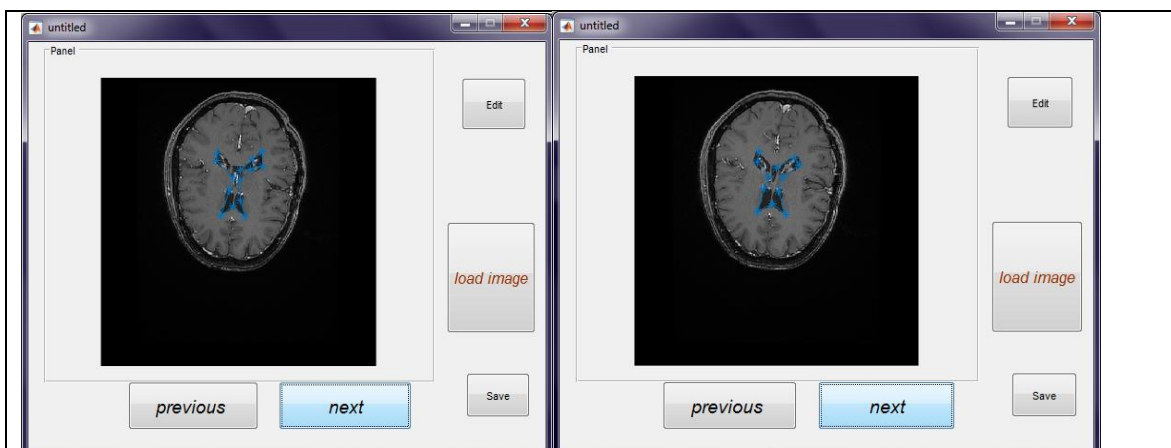 untitled
Panel
Edit
load image
previous
next
Save
untitled
Panel
Edit
load image
previous
next
Save